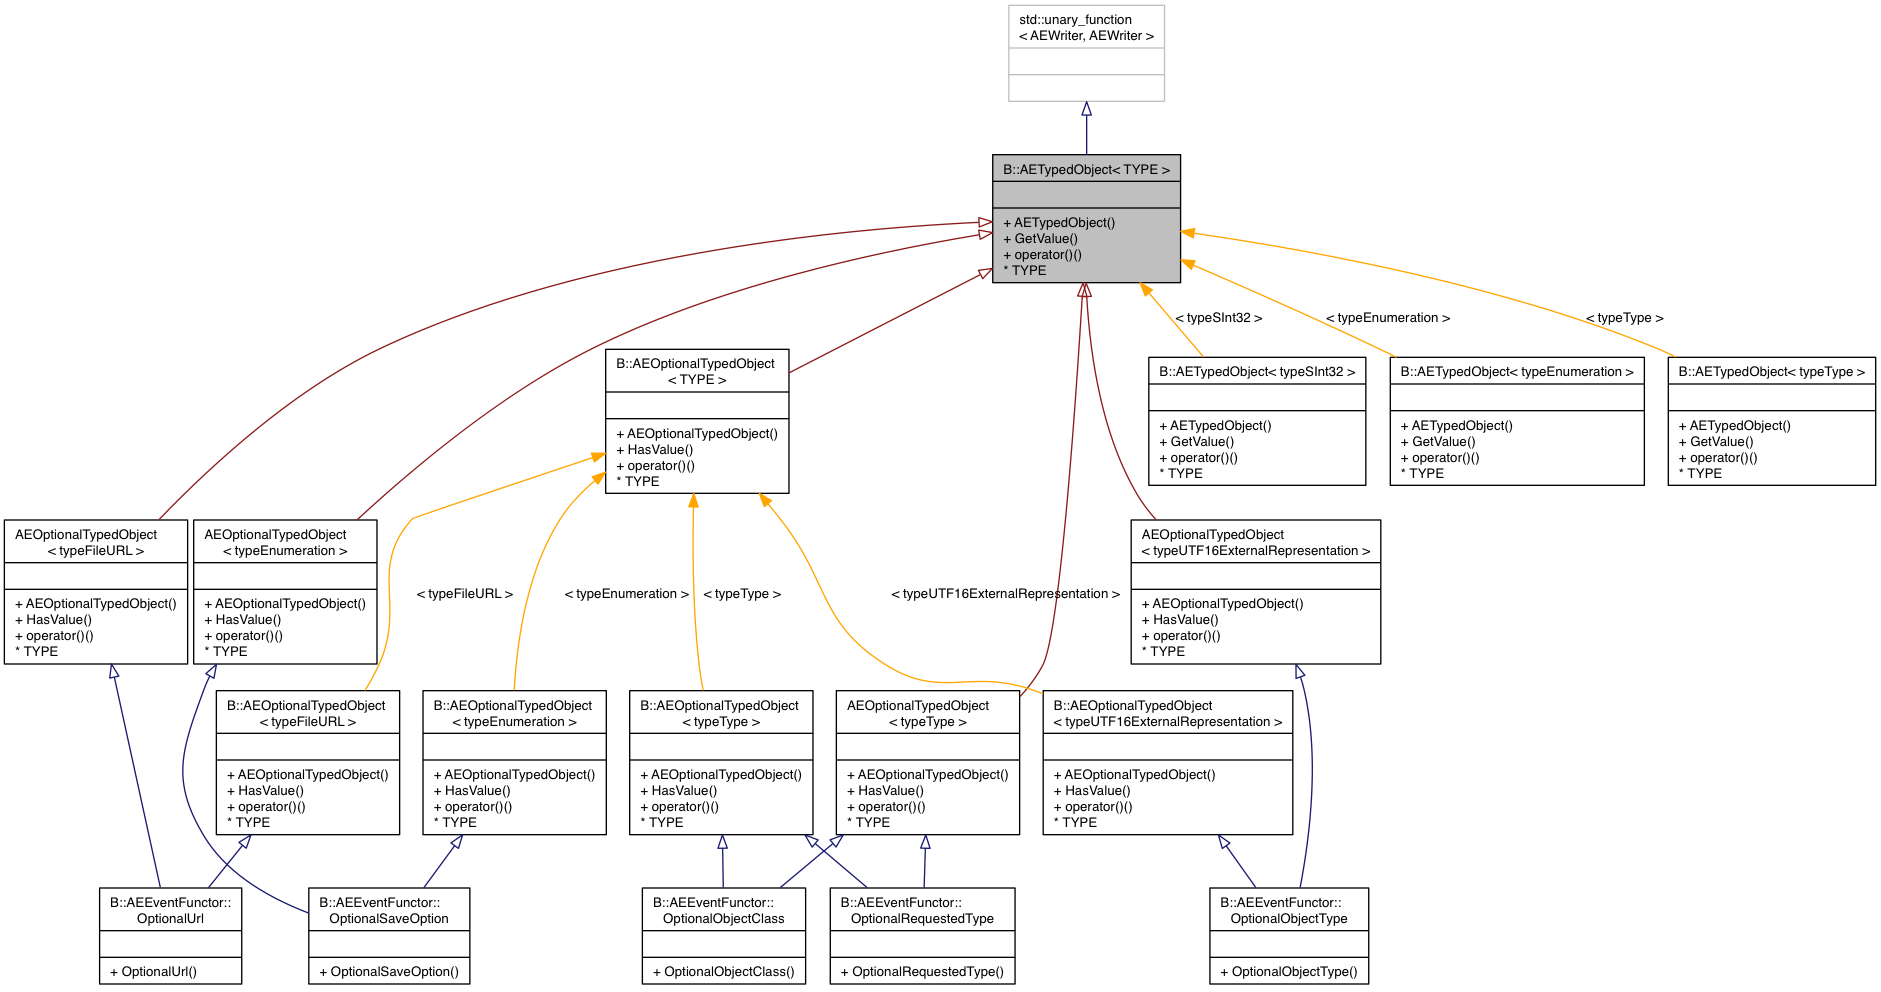 std::unary_function
< AEWriter, AEWriter >
B::AETypedObject< TYPE >
+ AETypedObject()
+ GetValue()
+ operator()()
* TYPE
< typeSInt32 >
< typeEnumeration >
< typeType >
B::AEOptionalTypedObject
< TYPE >
+ AEOptionalTypedObject()
+ HasValue()
+ operator()()
* TYPE
B::AETypedObject< typeSInt32 >
+ AETypedObject()
+ GetValue()
+ operator()()
* TYPE
B::AETypedObject< typeEnumeration >
+ AETypedObject()
+ GetValue()
+ operator()()
* TYPE
B::AETypedObject< typeType >
+ AETypedObject()
+ GetValue()
+ operator()()
* TYPE
AEOptionalTypedObject
< typeFileURL >
+ AEOptionalTypedObject()
+ HasValue()
+ operator()()
* TYPE
AEOptionalTypedObject
< typeEnumeration >
+ AEOptionalTypedObject()
+ HasValue()
+ operator()()
* TYPE
< typeFileURL >
< typeEnumeration >
< typeType >
< typeUTF16ExternalRepresentation >
AEOptionalTypedObject
< typeUTF16ExternalRepresentation >
+ AEOptionalTypedObject()
+ HasValue()
+ operator()()
* TYPE
B::AEOptionalTypedObject
< typeFileURL >
+ AEOptionalTypedObject()
+ HasValue()
+ operator()()
* TYPE
B::AEOptionalTypedObject
< typeEnumeration >
+ AEOptionalTypedObject()
+ HasValue()
+ operator()()
* TYPE
B::AEOptionalTypedObject
< typeType >
+ AEOptionalTypedObject()
+ HasValue()
+ operator()()
* TYPE
AEOptionalTypedObject
< typeType >
+ AEOptionalTypedObject()
+ HasValue()
+ operator()()
* TYPE
B::AEOptionalTypedObject
< typeUTF16ExternalRepresentation >
+ AEOptionalTypedObject()
+ HasValue()
+ operator()()
* TYPE
B::AEEventFunctor::
OptionalUrl
+ OptionalUrl()
B::AEEventFunctor::
OptionalSaveOption
+ OptionalSaveOption()
B::AEEventFunctor::
OptionalObjectClass
+ OptionalObjectClass()
B::AEEventFunctor::
OptionalRequestedType
+ OptionalRequestedType()
B::AEEventFunctor::
OptionalObjectType
+ OptionalObjectType()